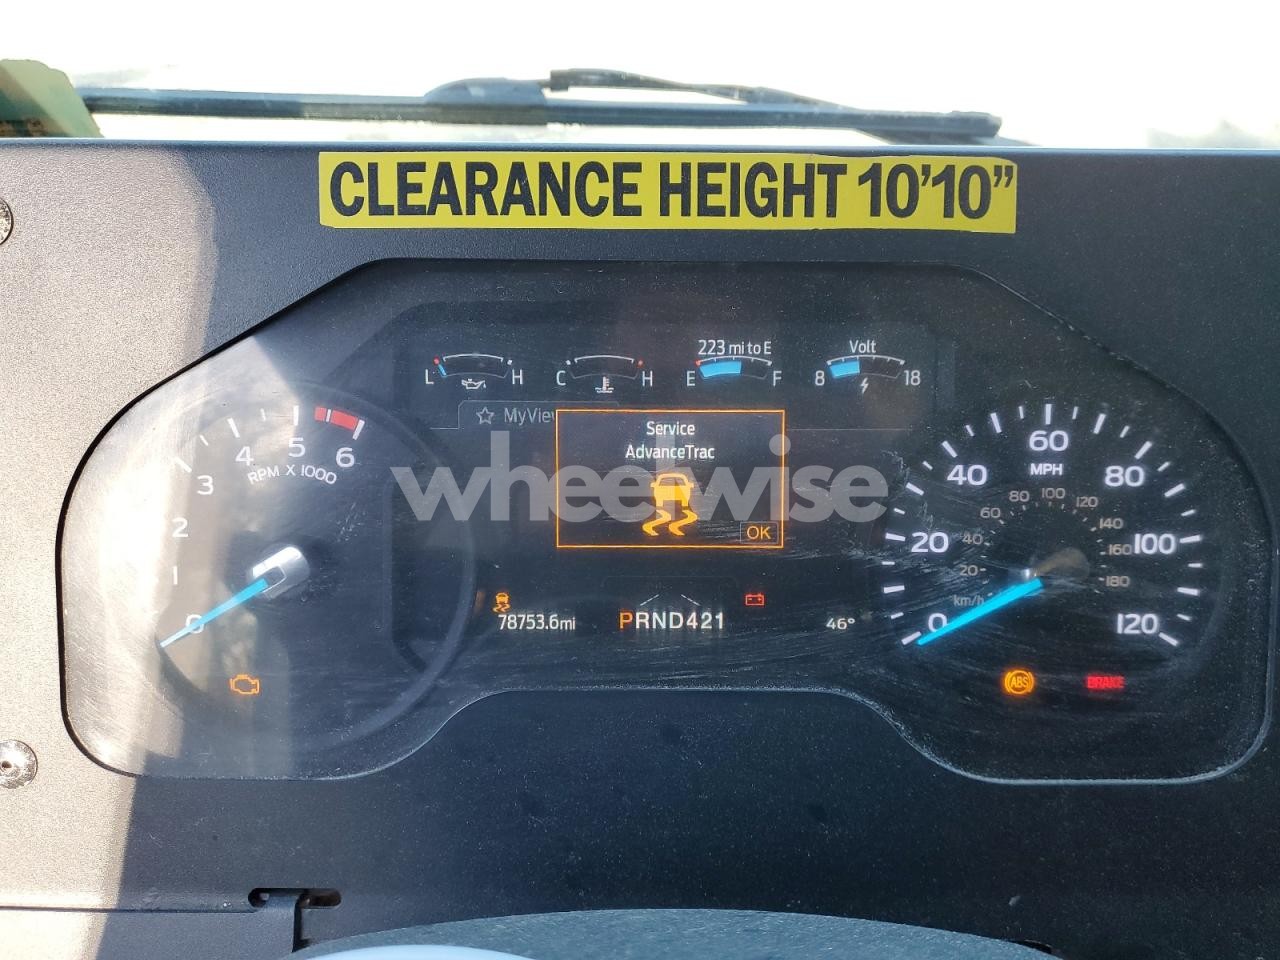 CLEARANCE HEIGHT 10'10"
223 mi to E
Volt
L H
C H
E F
8 18
MyView
Service
AdvanceTrac
OK
wheelwise
0 1 2 3 4 5 6
RPM X 1000
0 20 40 60 80 100 120
MPH
20 40 60 80 100 120 140 160 180
km/h
78753.6mi
PRND421
46°
ABS
BRAKE